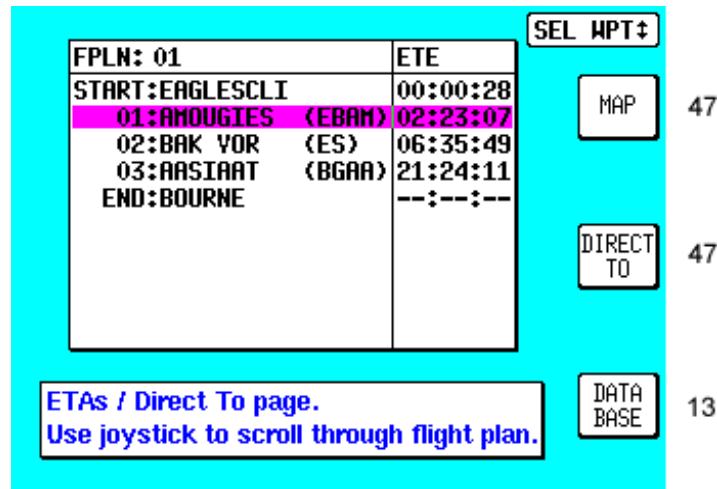 SEL WPT↕
FPLN: 01 ETE
START:EAGLESCLI 00:00:28
01:AMOUGIES (EBAM) 02:23:07
02:BAK VOR (ES) 06:35:49
03:AASIAAT (BGAA) 21:24:11
END:BOURNE --:--:--
MAP
47
DIRECT
TO
47
DATA
BASE
13
ETAs / Direct To page.
Use joystick to scroll through flight plan.